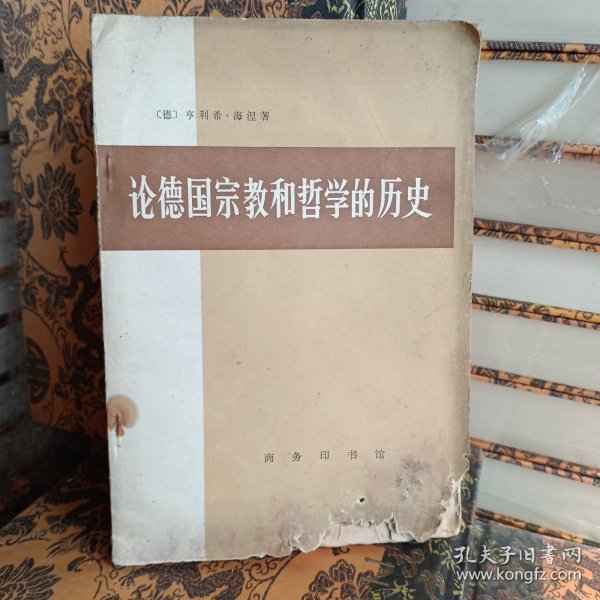 〔德〕亨利希·海涅著
论德国宗教和哲学的历史
商务印书馆
孔夫子旧书网
www.kongfz.com